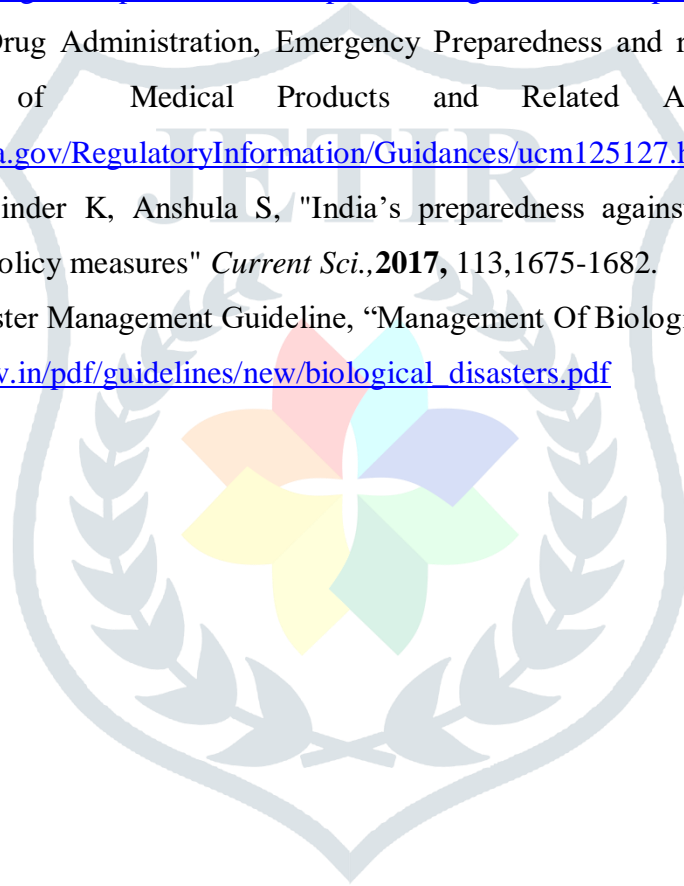 Drug Administration, Emergency Preparedness and
of Medical Products and Related
a.gov/RegulatoryInformation/Guidances/ucm125127.h
inder K, Anshula S, "India’s preparedness against
olicy measures" Current Sci.,2017, 113,1675-1682.
ster Management Guideline, “Management Of Biologi
v.in/pdf/guidelines/new/biological_disasters.pdf
JETIR